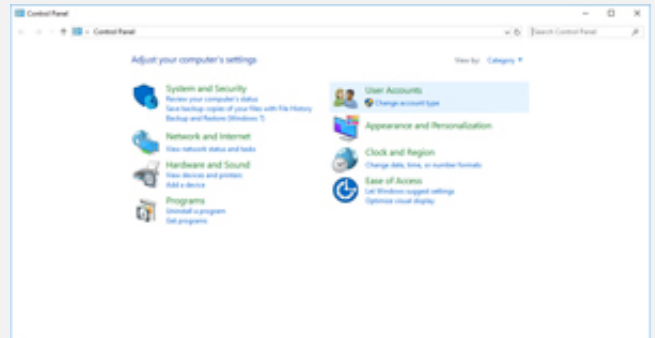 Control Panel
Control Panel
Search Control Panel
Adjust your computer's settings
View by: Category
System and Security
Review your computer's status
Save backup copies of your files with File History
Backup and Restore (Windows 7)
Network and Internet
View network status and tasks
Hardware and Sound
View devices and printers
Add a device
Programs
Uninstall a program
Get programs
User Accounts
Change account type
Appearance and Personalization
Clock and Region
Change date, time, or number formats
Ease of Access
Let Windows suggest settings
Optimize visual display